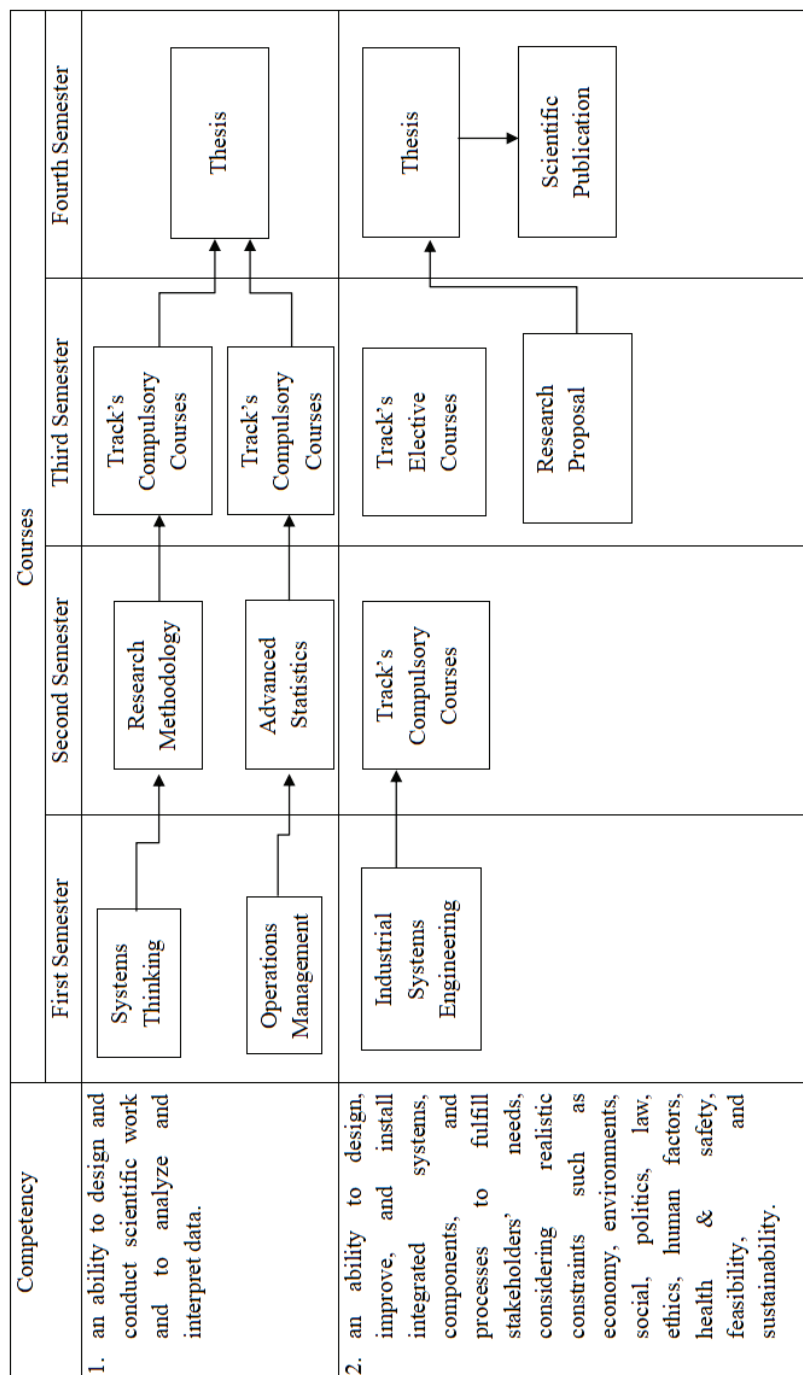 Competency
Courses
First Semester
Second Semester
Third Semester
Fourth Semester
1. an ability to design and
conduct scientific work
and to analyze and
interpret data.
Systems
Thinking
Research
Methodology
Track's
Compulsory
Courses
Thesis
Operations
Management
Advanced
Statistics
Track's
Compulsory
Courses
2. an ability to design,
improve, and install
integrated systems,
components, and
processes to fulfill
stakeholders' needs,
considering realistic
constraints such as
economy, environments,
social, politics, law,
ethics, human factors,
health & safety,
feasibility, and
sustainability.
Industrial
Systems
Engineering
Track's
Compulsory
Courses
Track's
Elective
Courses
Thesis
Research
Proposal
Scientific
Publication